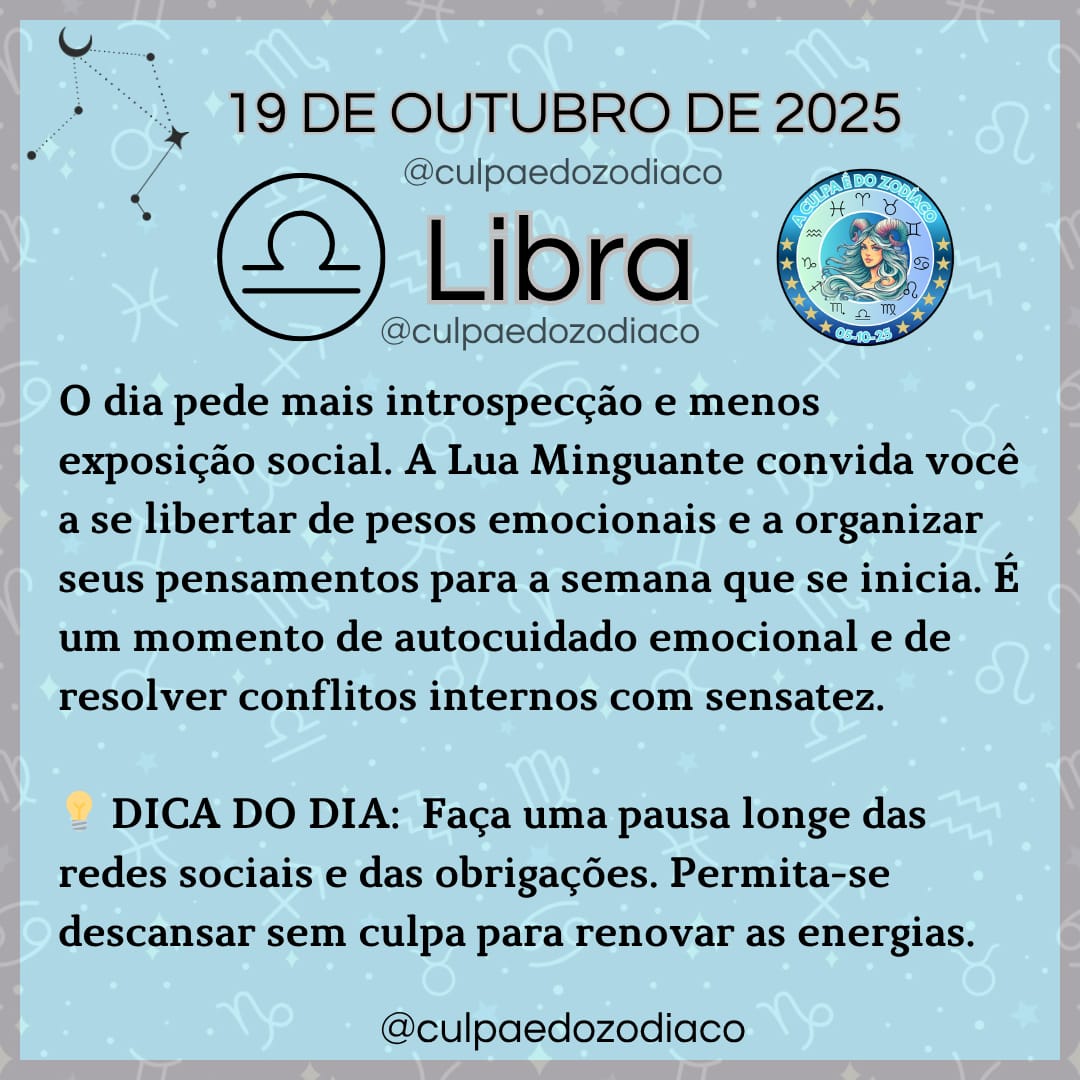 19 DE OUTUBRO DE 2025
@culpaedozodiaco
Libra
@culpaedozodiaco
A CULPA É DO ZODÍACO
05-10-25
O dia pede mais introspecção e menos
exposição social. A Lua Minguante convida você
a se libertar de pesos emocionais e a organizar
seus pensamentos para a semana que se inicia. É
um momento de autocuidado emocional e de
resolver conflitos internos com sensatez.
💡 DICA DO DIA: Faça uma pausa longe das
redes sociais e das obrigações. Permita-se
descansar sem culpa para renovar as energias.
@culpaedozodiaco